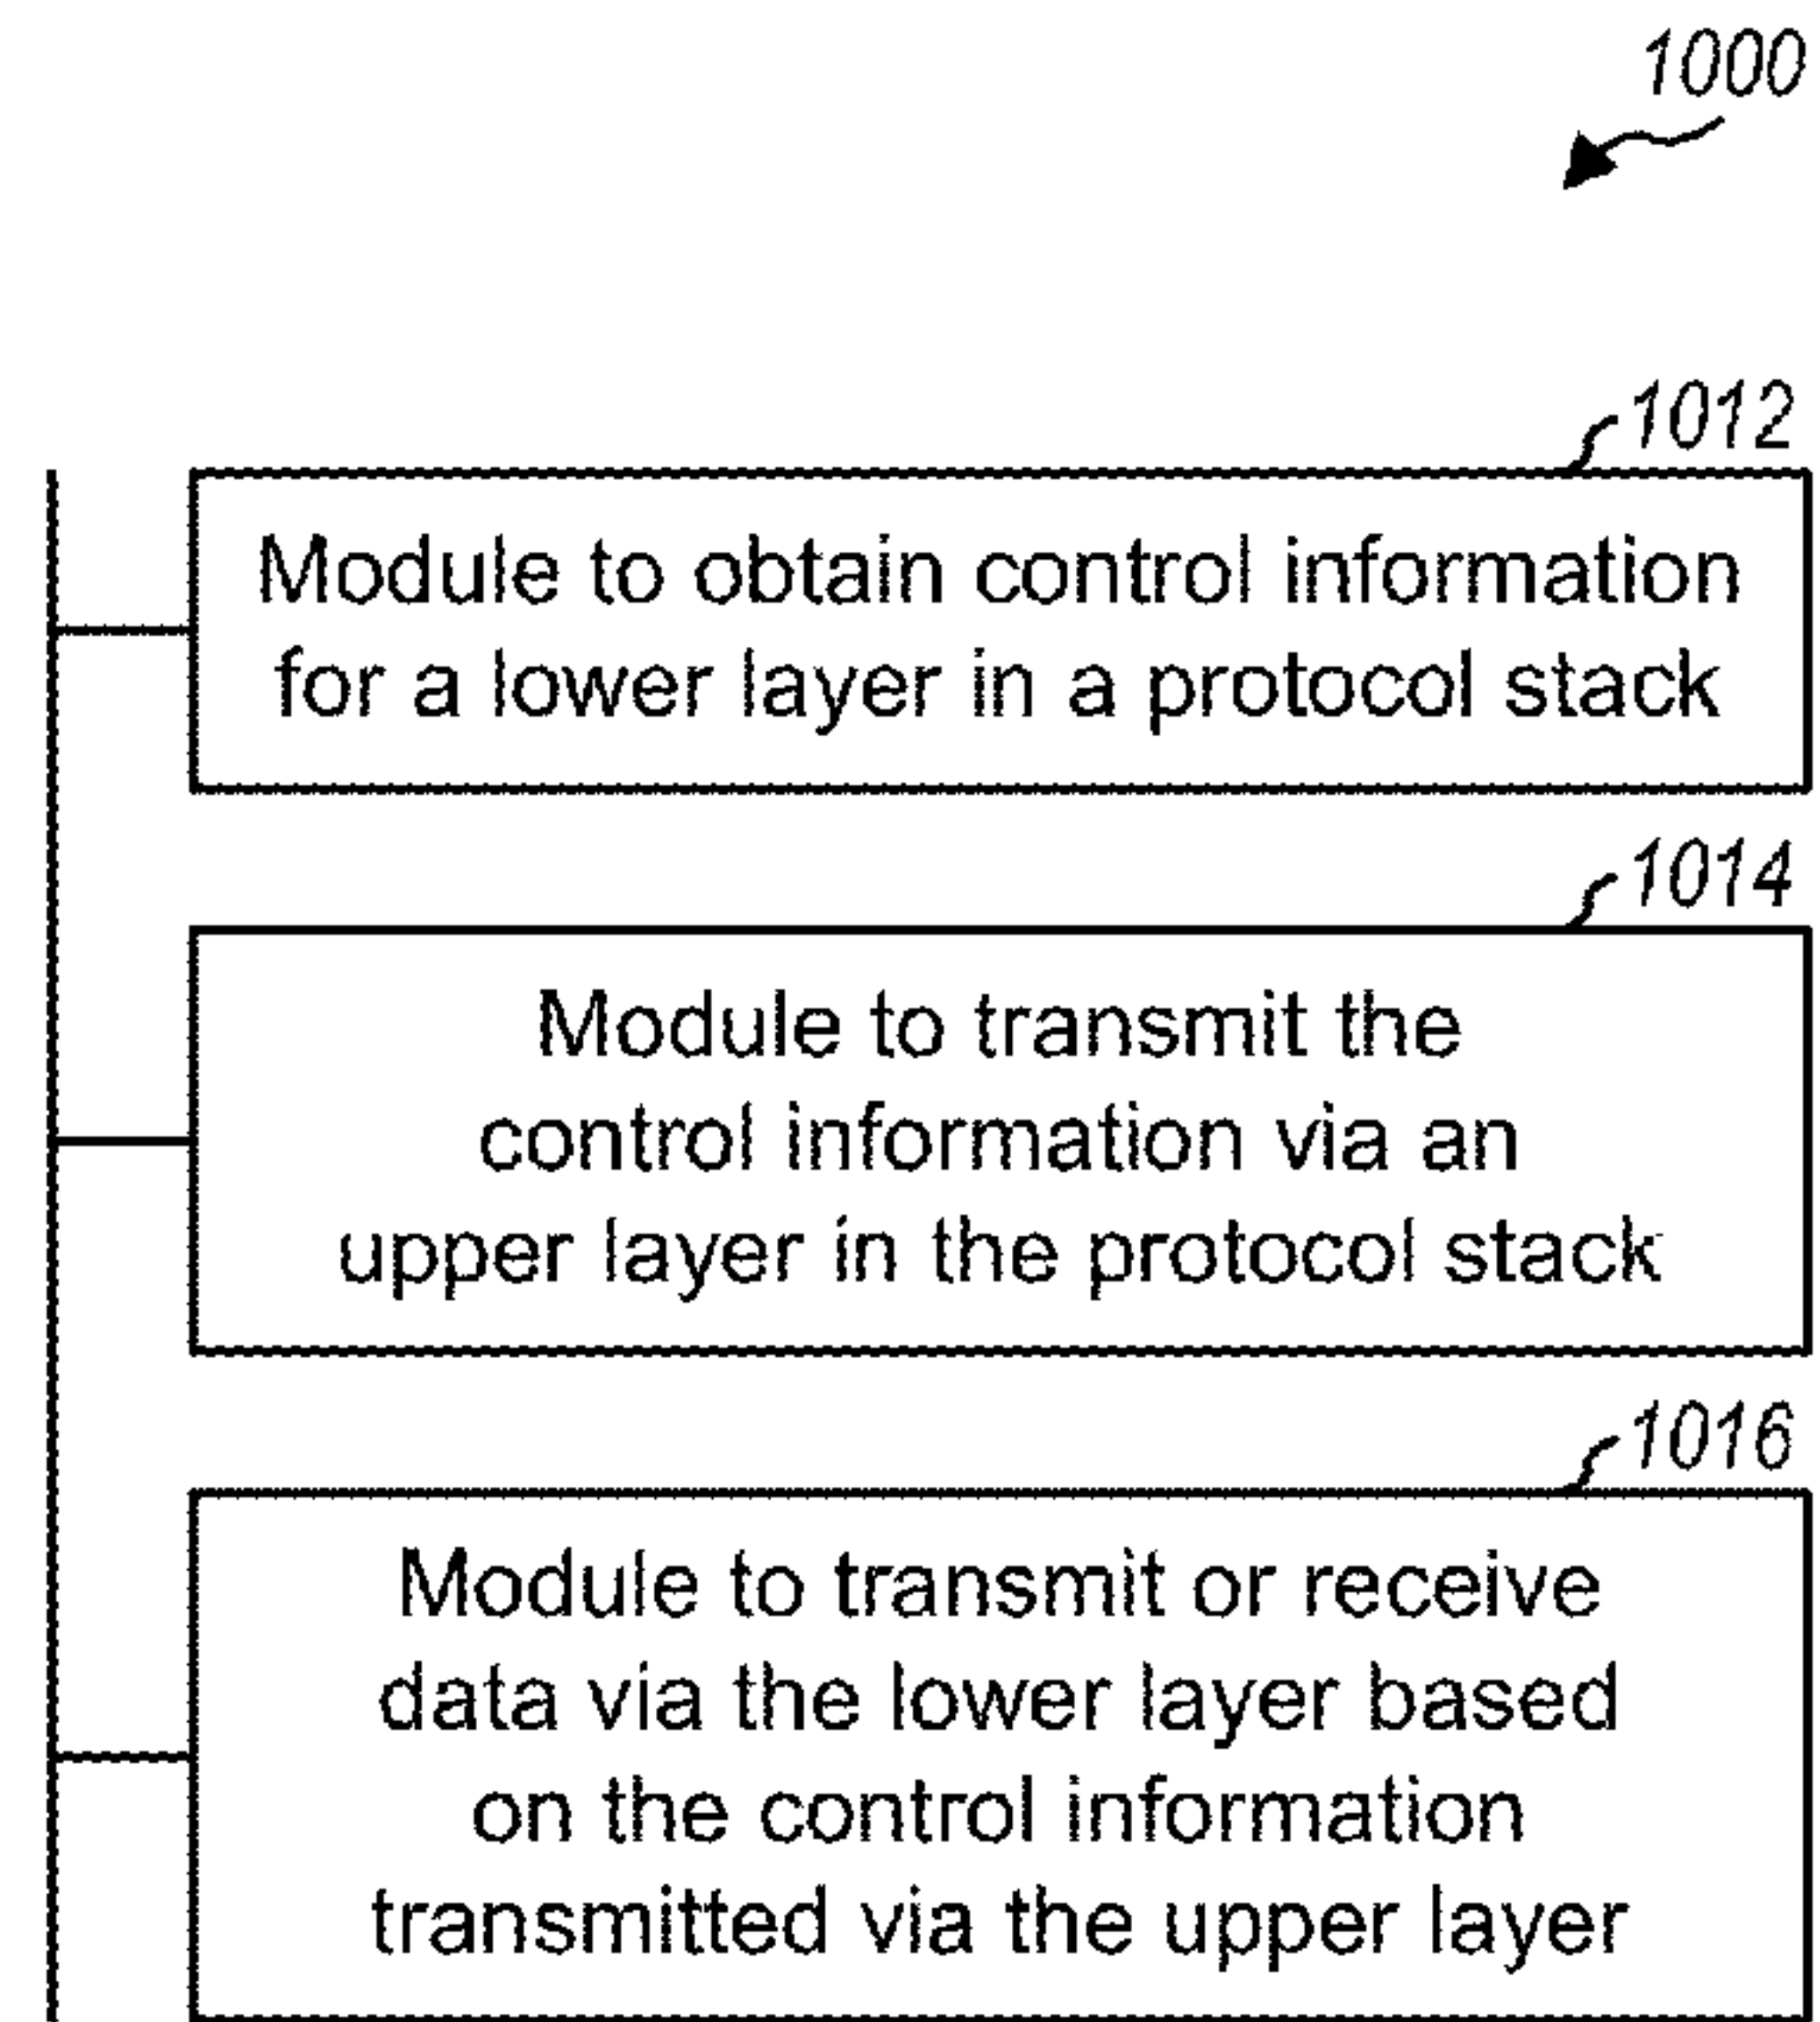 1000
1012
Module to obtain control information
for a lower layer in a protocol stack
1014
Module to transmit the
control information via an
upper layer in the protocol stack
1016
Module to transmit or receive
data via the lower layer based
on the control information
transmitted via the upper layer